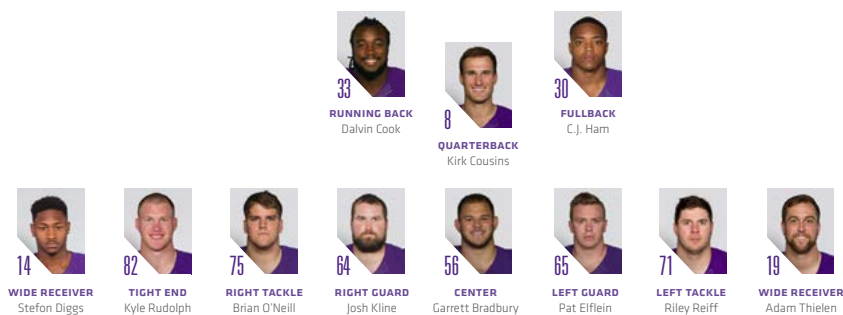 33
RUNNING BACK
Dalvin Cook
8
QUARTERBACK
Kirk Cousins
30
FULLBACK
C.J. Ham
14
WIDE RECEIVER
Stefon Diggs
82
TIGHT END
Kyle Rudolph
75
RIGHT TACKLE
Brian O'Neill
64
RIGHT GUARD
Josh Kline
56
CENTER
Garrett Bradbury
65
LEFT GUARD
Pat Elflein
71
LEFT TACKLE
Riley Reiff
19
WIDE RECEIVER
Adam Thielen